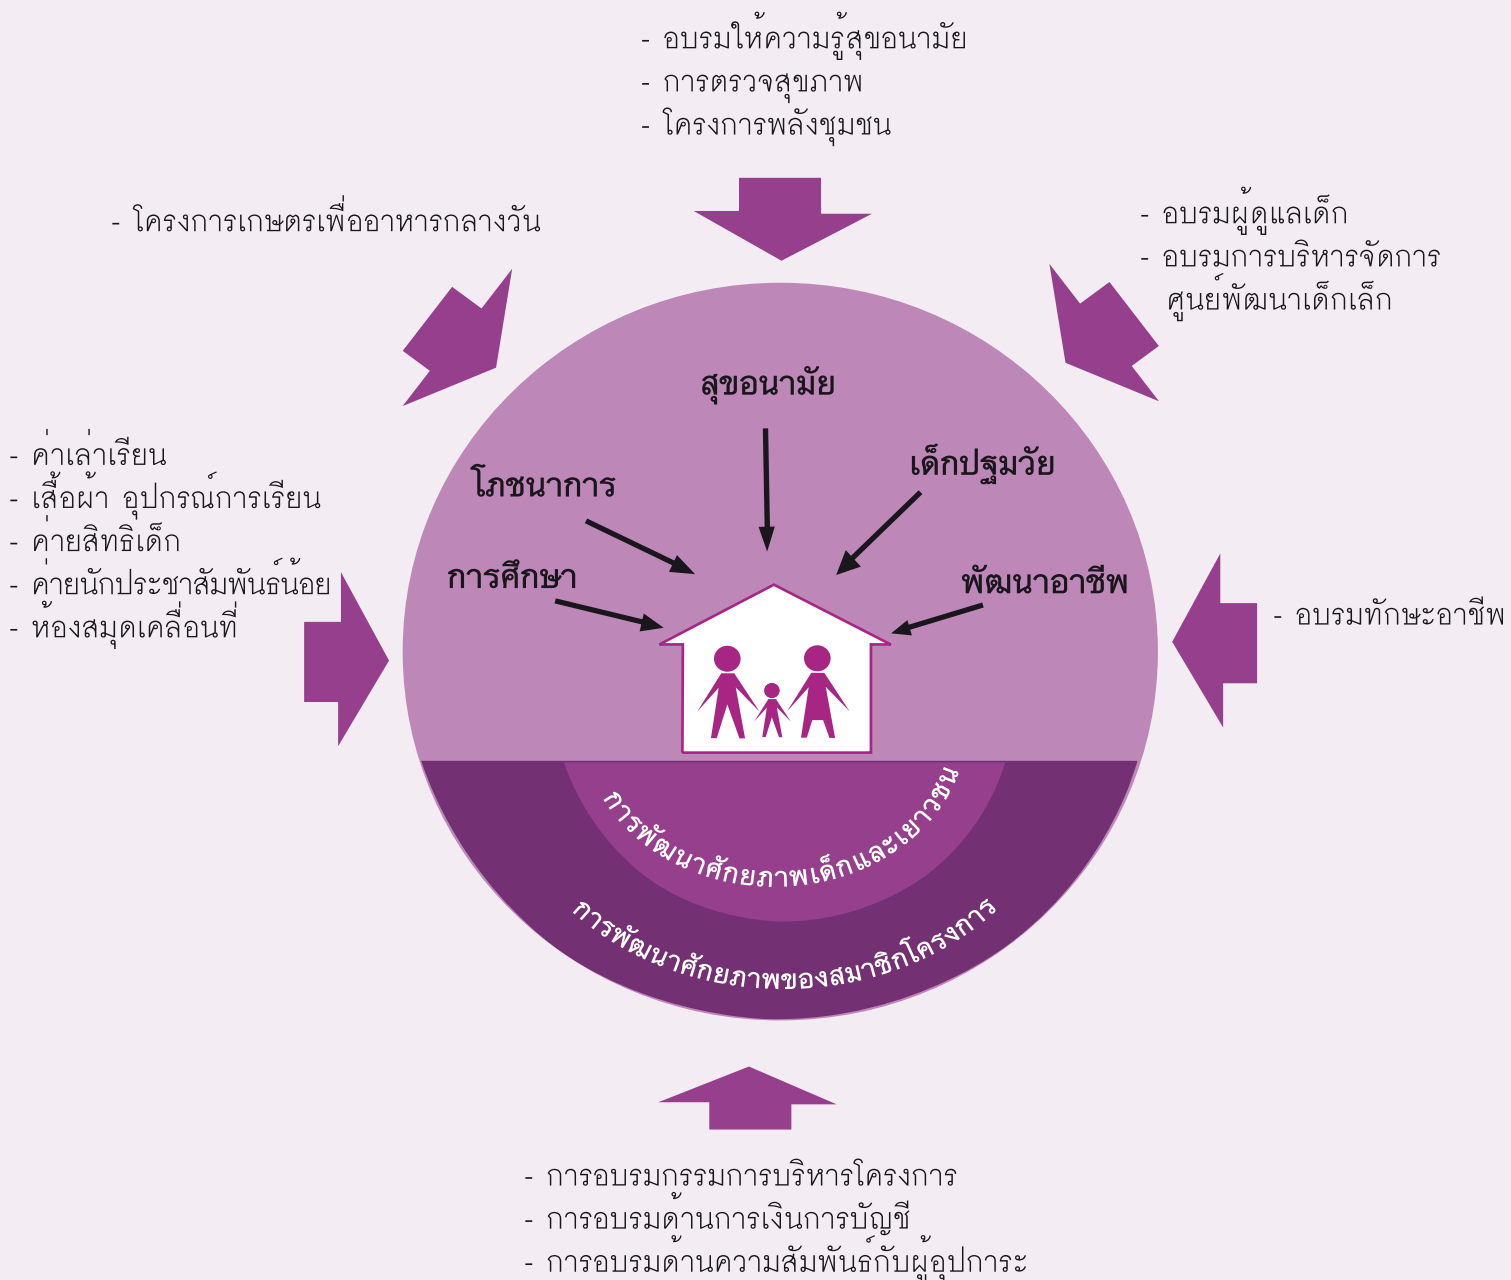 - อบรมให้ความรู้สุขอนามัย
- การตรวจสุขภาพ
- โครงการพลังชุมชน
- โครงการเกษตรเพื่ออาหารกลางวัน
- อบรมผู้ดูแลเด็ก
- อบรมการบริหารจัดการ
ศูนย์พัฒนาเด็กเล็ก
สุขอนามัย
โภชนาการ
เด็กปฐมวัย
การศึกษา
พัฒนาอาชีพ
- ค่าเล่าเรียน
- เสื้อผ้า อุปกรณ์การเรียน
- ค่ายสิทธิเด็ก
- ค่ายนักประชาสัมพันธ์น้อย
- ห้องสมุดเคลื่อนที่
- อบรมทักษะอาชีพ
การพัฒนาศักยภาพเด็กและเยาวชน
การพัฒนาศักยภาพของสมาชิกโครงการ
- การอบรมกรรมการบริหารโครงการ
- การอบรมด้านการเงินการบัญชี
- การอบรมด้านความสัมพันธ์กับผู้อุปการะ